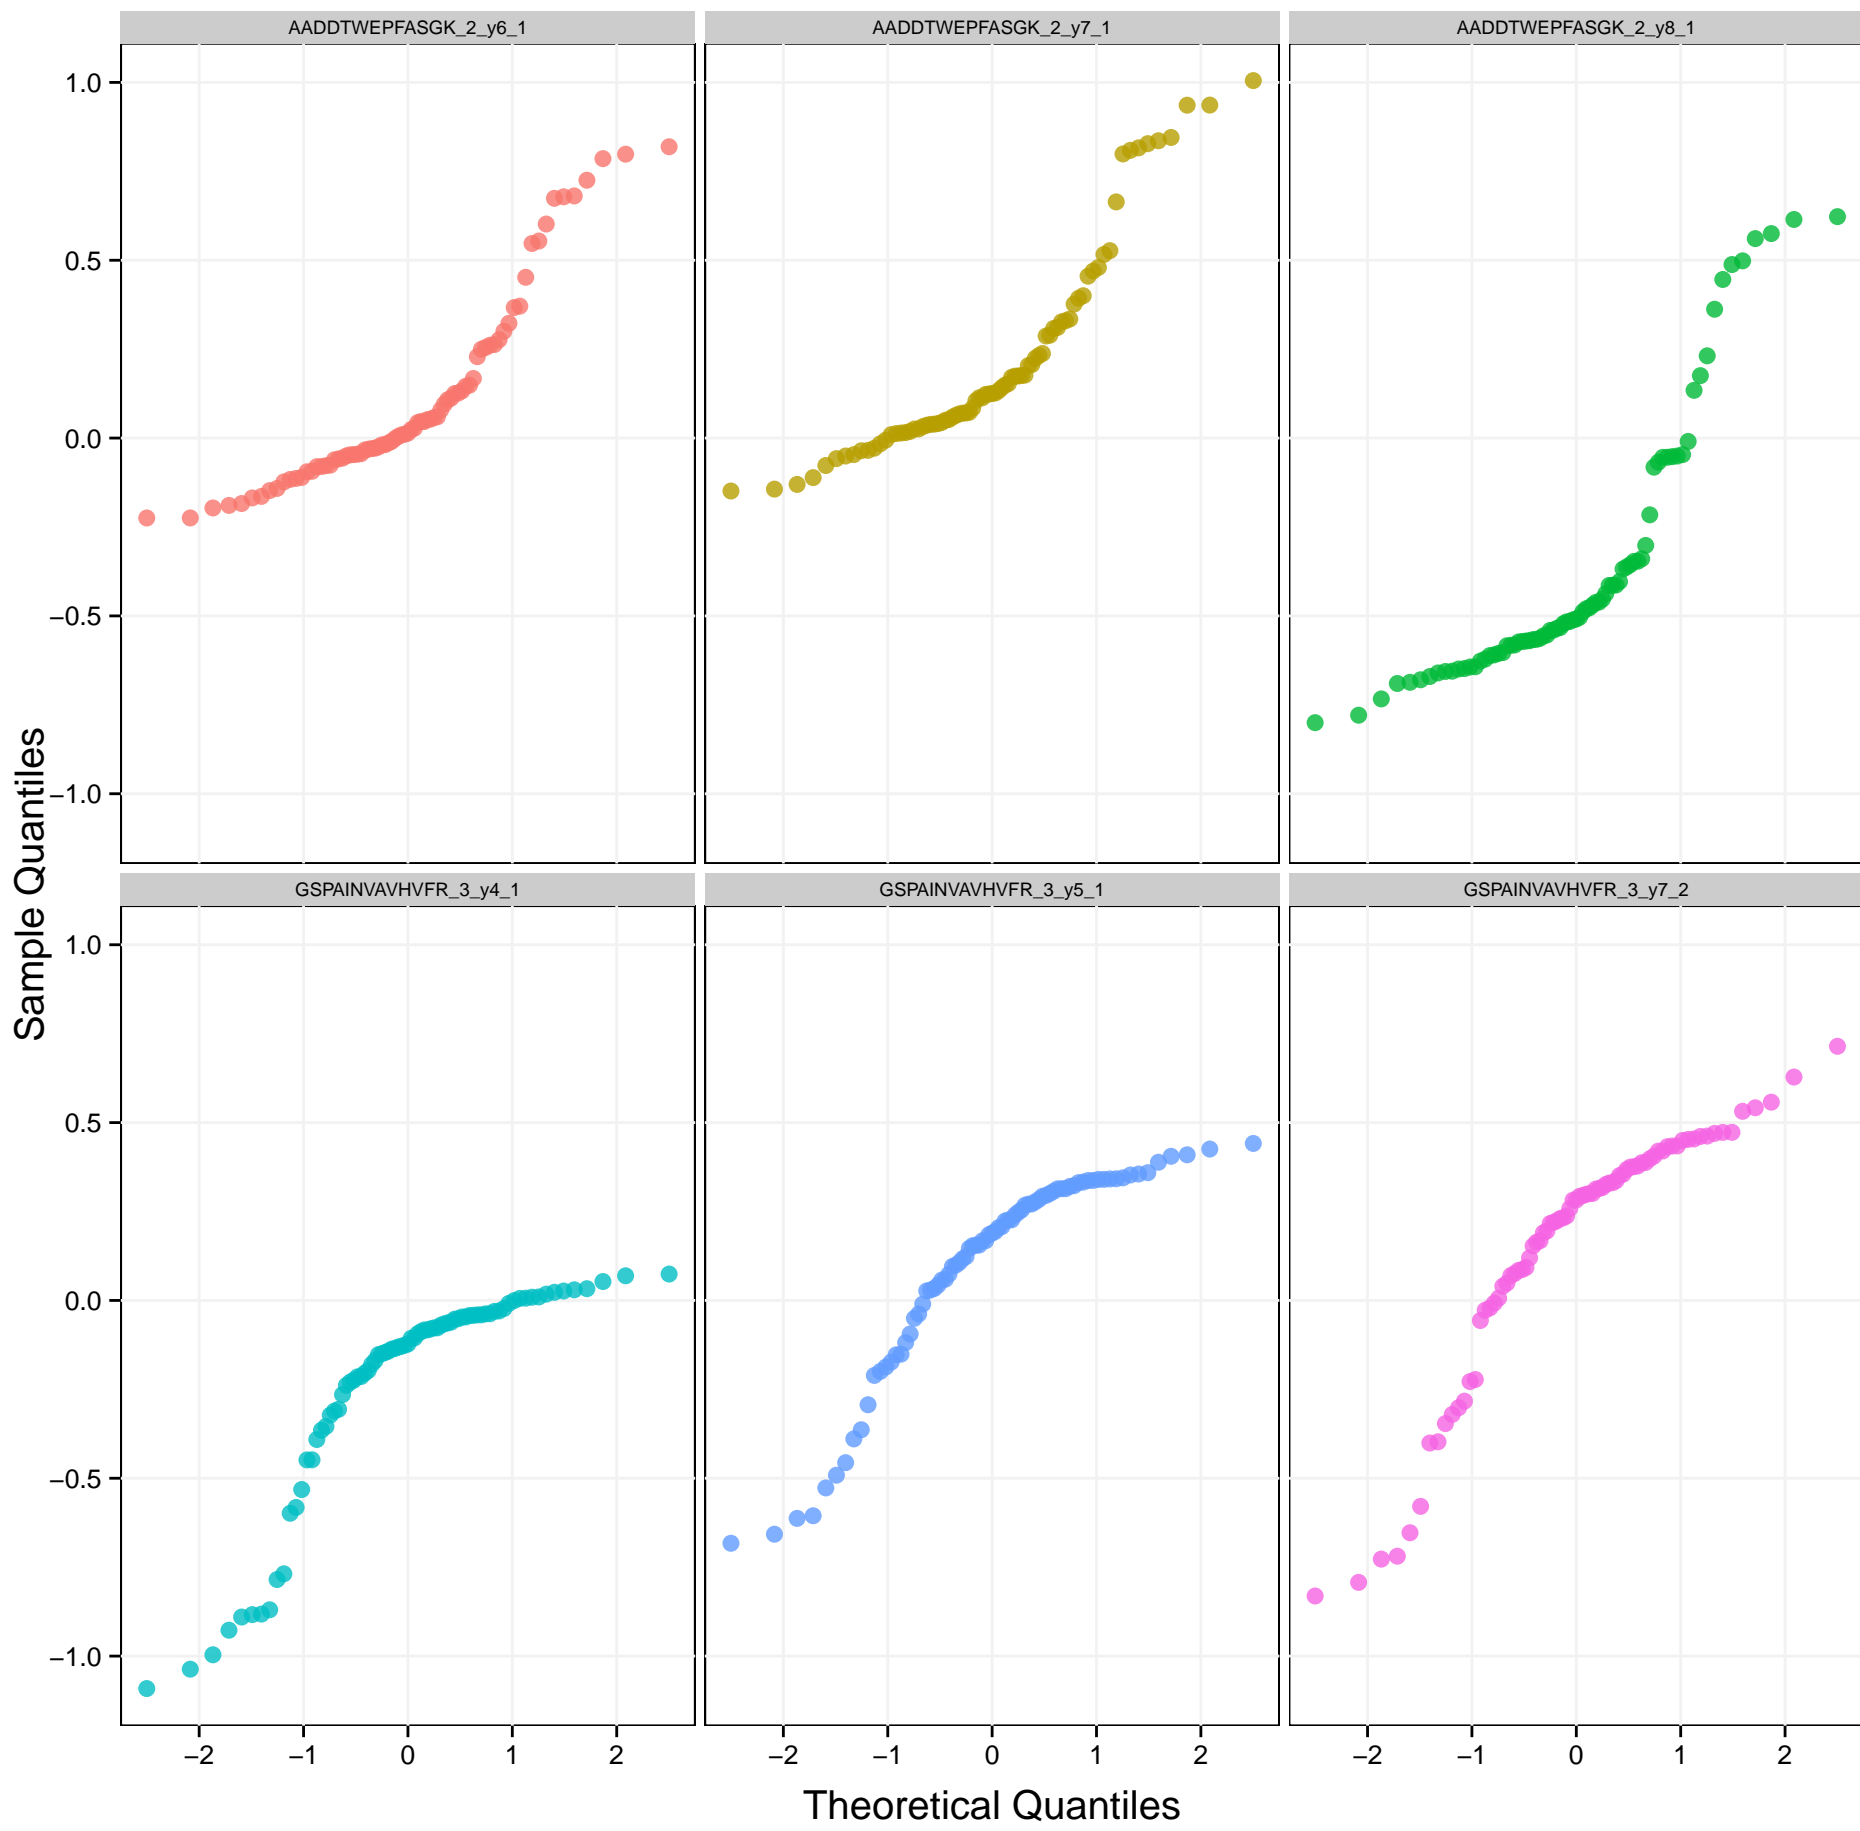 AADDTWEPFASGK_2_y6_1
AADDTWEPFASGK_2_y7_1
AADDTWEPFASGK_2_y8_1
1.0
0.5
0.0
−0.5
−1.0
Sample Quantiles
GSPAINVAVHVFR_3_y4_1
GSPAINVAVHVFR_3_y5_1
GSPAINVAVHVFR_3_y7_2
1.0
0.5
0.0
−0.5
−1.0
−2 −1 0 1 2
−2 −1 0 1 2
−2 −1 0 1 2
Theoretical Quantiles